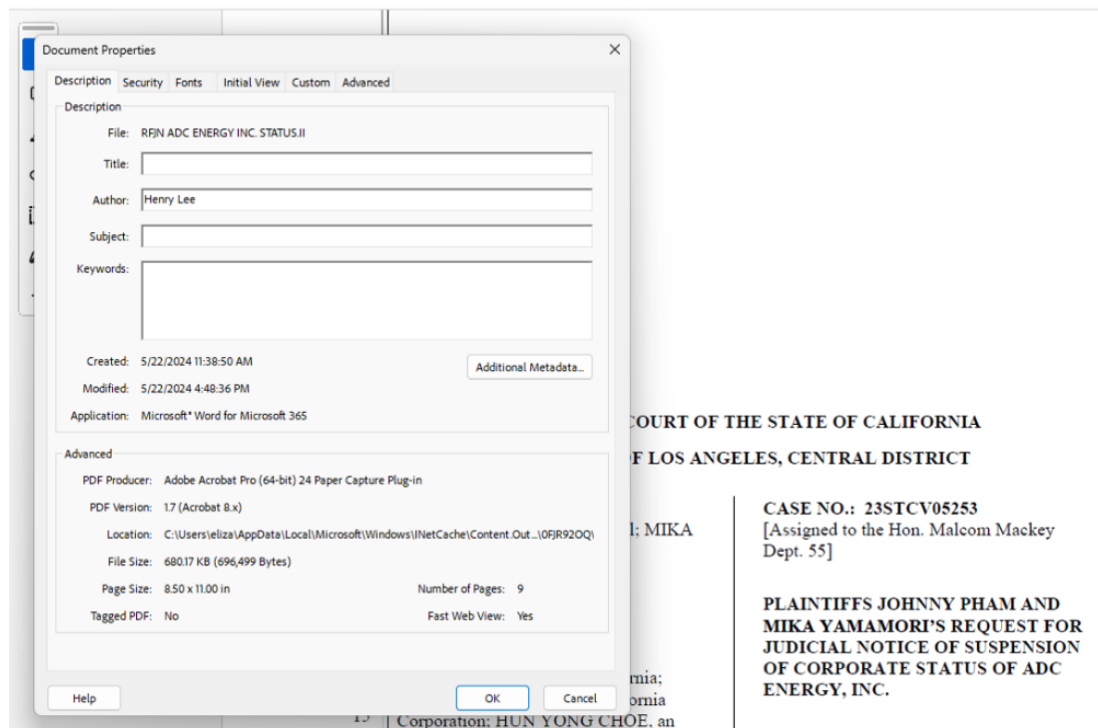 Document Properties
Description Security Fonts Initial View Custom Advanced
Description
File: RFJN ADC ENERGY INC. STATUS.II
Title:
Author: Henry Lee
Subject:
Keywords:
Created: 5/22/2024 11:38:50 AM
Additional Metadata...
Modified: 5/22/2024 4:48:36 PM
Application: Microsoft® Word for Microsoft 365
Advanced
PDF Producer: Adobe Acrobat Pro (64-bit) 24 Paper Capture Plug-in
PDF Version: 1.7 (Acrobat 8.x)
Location: C:\Users\eliza\AppData\Local\Microsoft\Windows\INetCache\Content.Out...\0FJR92OQ\
File Size: 680.17 KB (696,499 Bytes)
Page Size: 8.50 x 11.00 in Number of Pages: 9
Tagged PDF: No Fast Web View: Yes
Help OK Cancel
COURT OF THE STATE OF CALIFORNIA
F LOS ANGELES, CENTRAL DISTRICT
l; MIKA
rnia;
ornia
Corporation; HUN YONG CHOE, an
CASE NO.: 23STCV05253
[Assigned to the Hon. Malcom Mackey
Dept. 55]
PLAINTIFFS JOHNNY PHAM AND
MIKA YAMAMORI'S REQUEST FOR
JUDICIAL NOTICE OF SUSPENSION
OF CORPORATE STATUS OF ADC
ENERGY, INC.